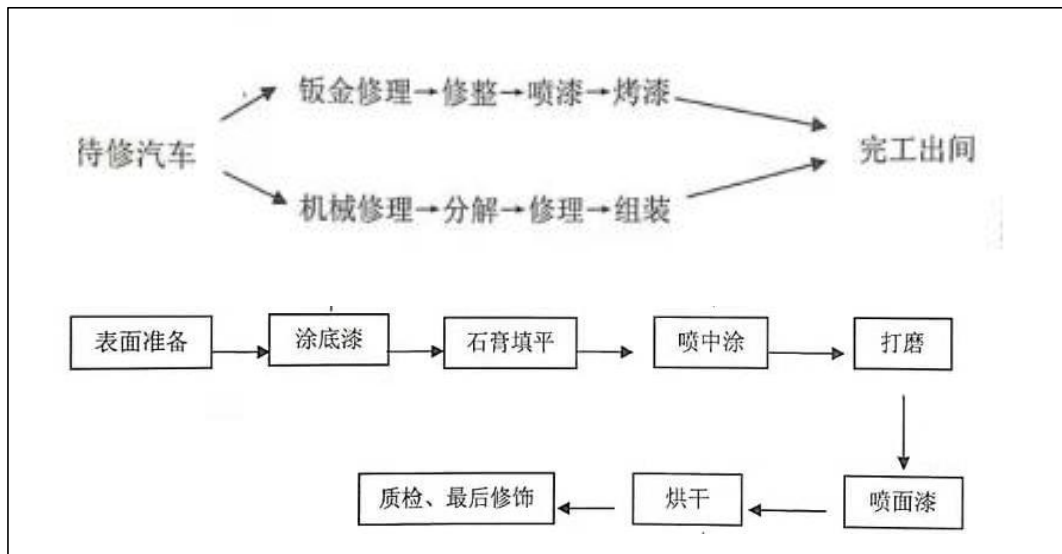 钣金修理→修整→喷漆→烤漆
待修汽车
完工出间
机械修理→分解→修理→组装
表面准备
涂底漆
石膏填平
喷中涂
打磨
质检、最后修饰
烘干
喷面漆